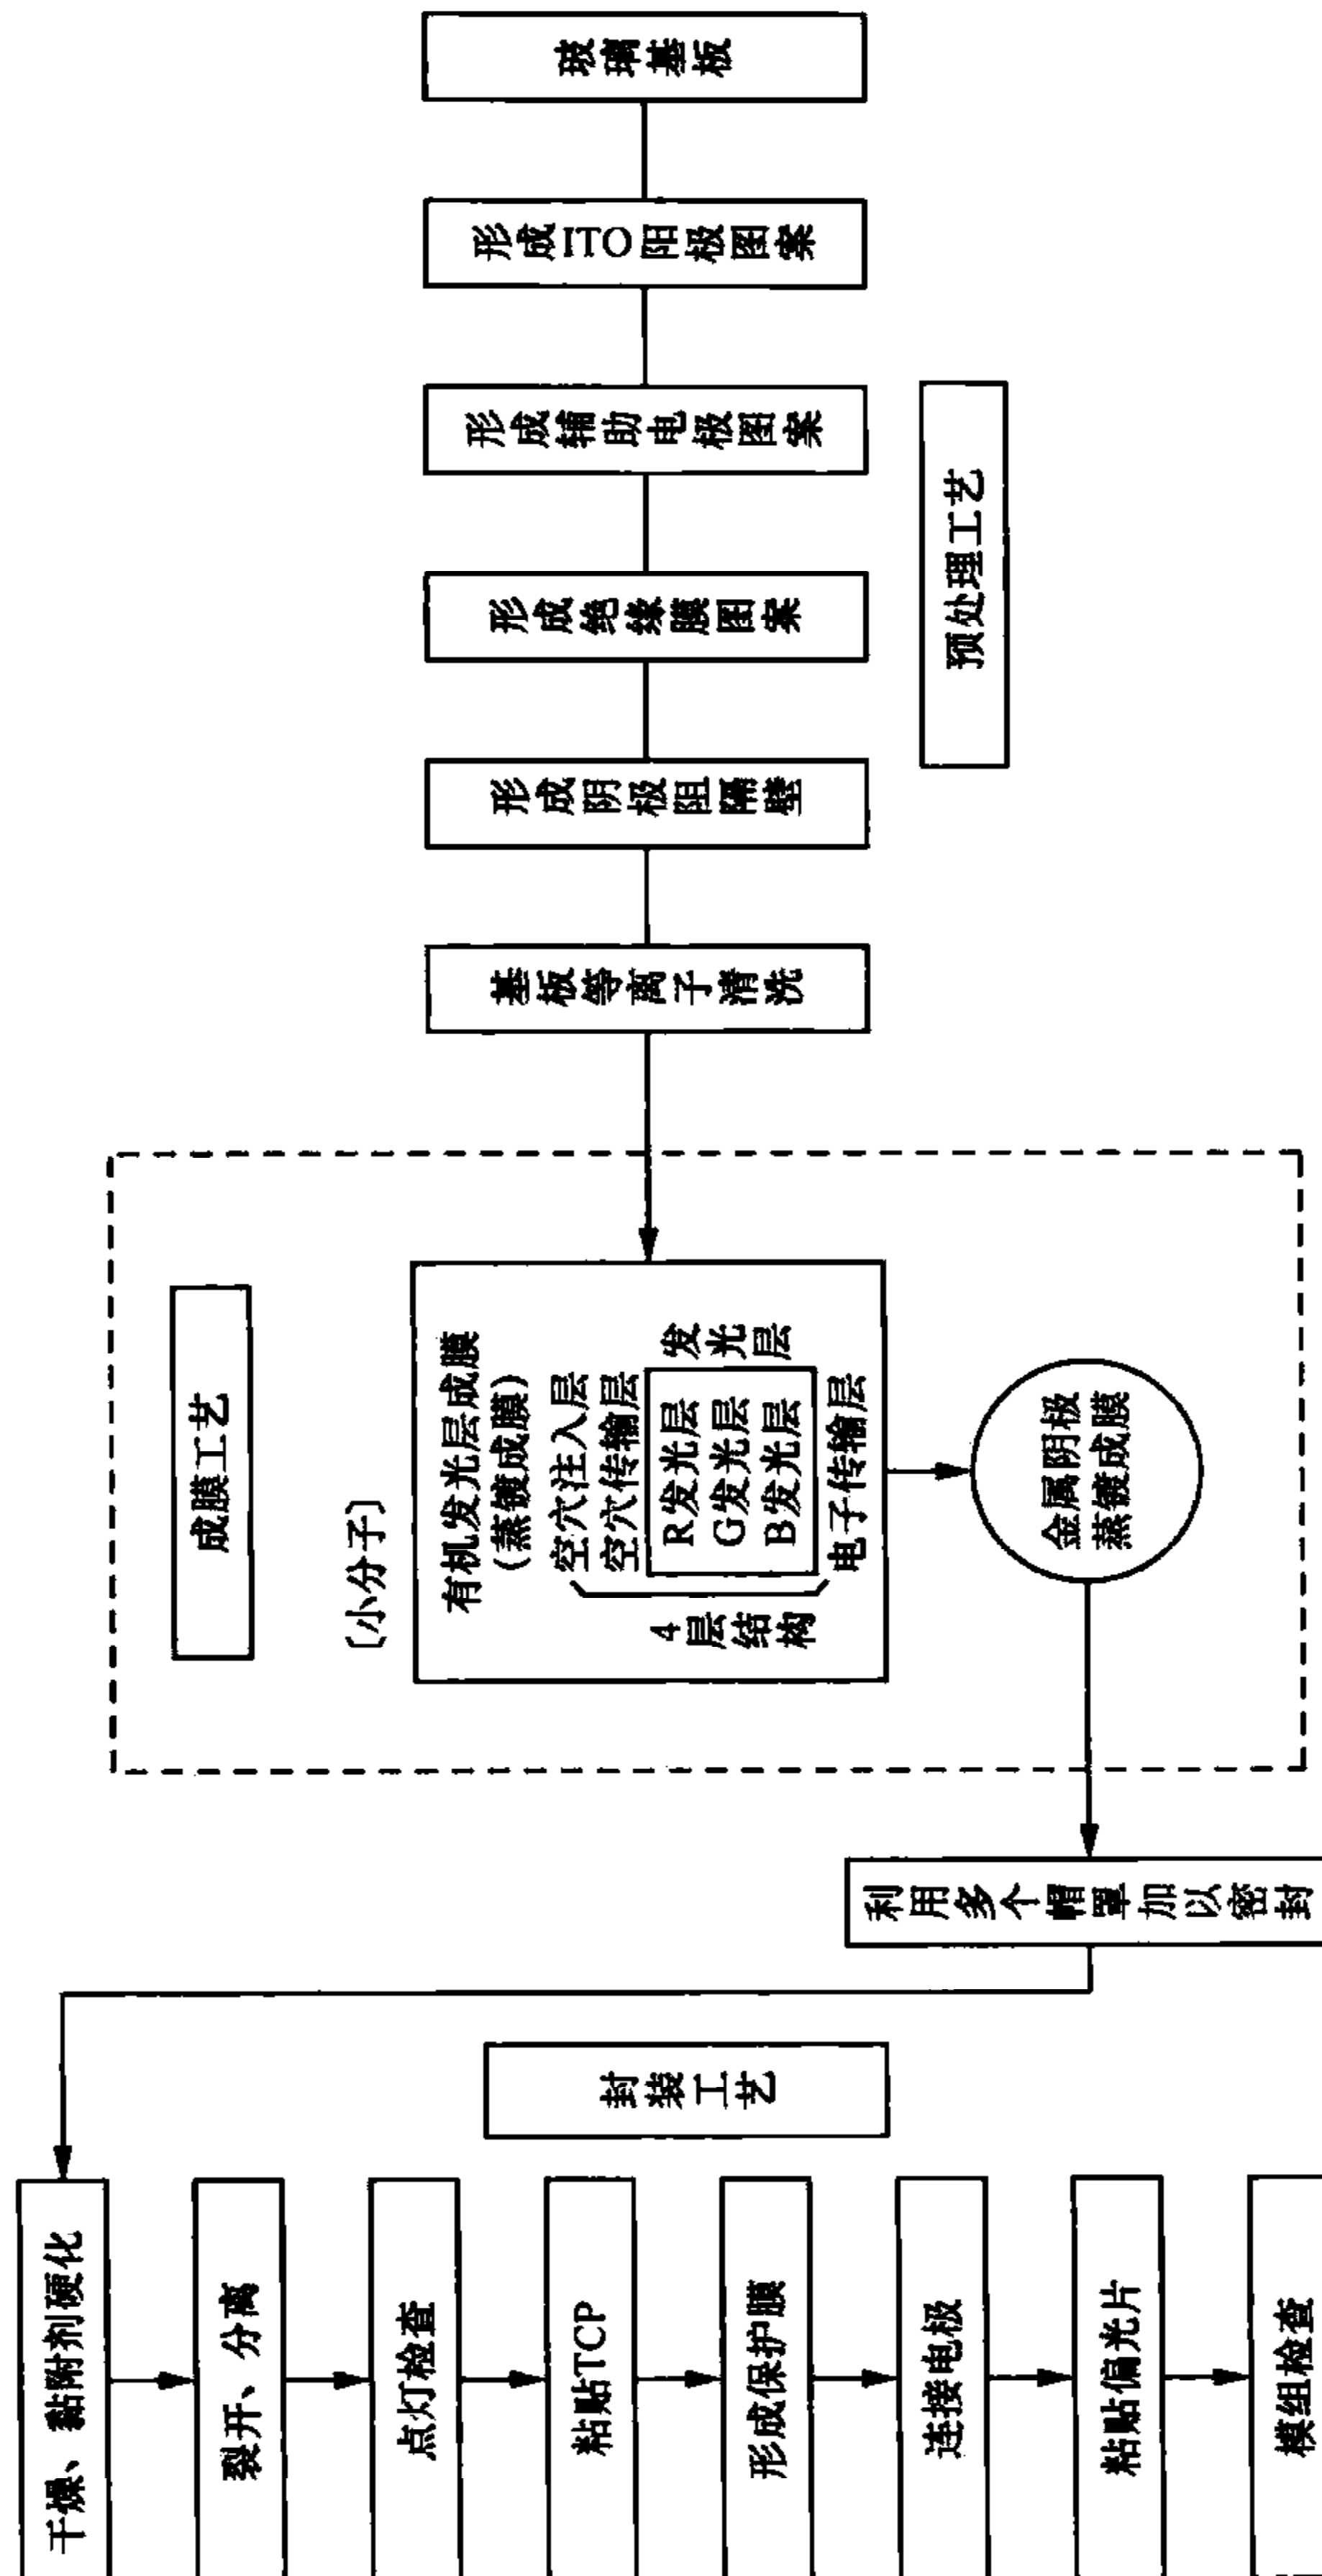 玻璃基板
形成ITO阳极图案
形成辅助电极图案
形成绝缘膜图案
形成阴极阻隔壁
基板等离子清洗
预处理工艺
成膜工艺
〔小分子〕
有机发光层成膜
(蒸镀成膜)
空穴注入层
空穴传输层
R发光层
G发光层
B发光层
发光层
电子传输层
4层结构
金属阴极
蒸镀成膜
利用多个帽罩加以密封
封装工艺
干燥、黏附剂硬化
裂开、分离
点灯检查
粘贴TCP
形成保护膜
连接电极
粘贴偏光片
模组检查